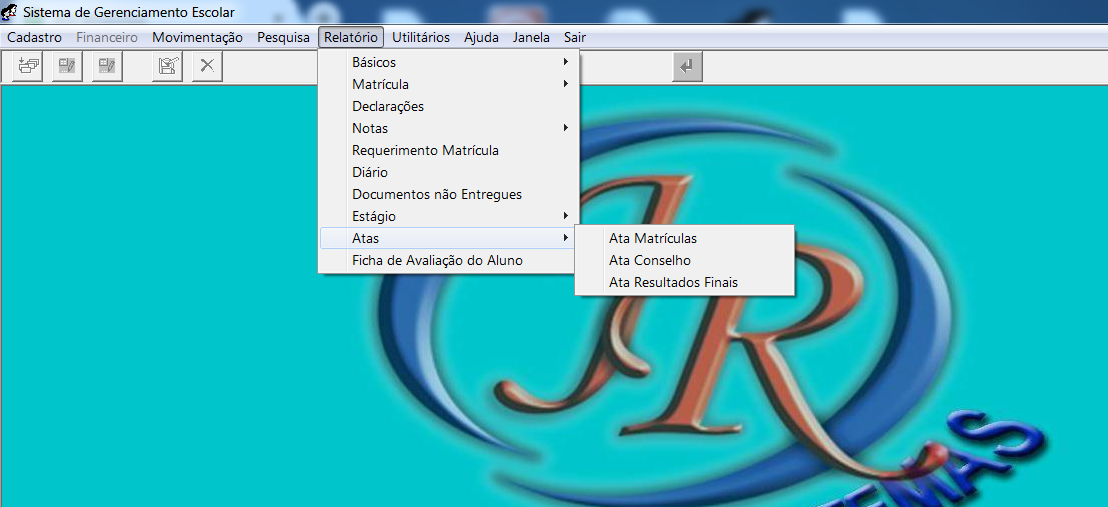 Sistema de Gerenciamento Escolar
Cadastro Financeiro Movimentação Pesquisa Relatório Utilitários Ajuda Janela Sair
Básicos
Matrícula
Declarações
Notas
Requerimento Matrícula
Diário
Documentos não Entregues
Estágio
Atas
Ficha de Avaliação do Aluno
Ata Matrículas
Ata Conselho
Ata Resultados Finais
JR